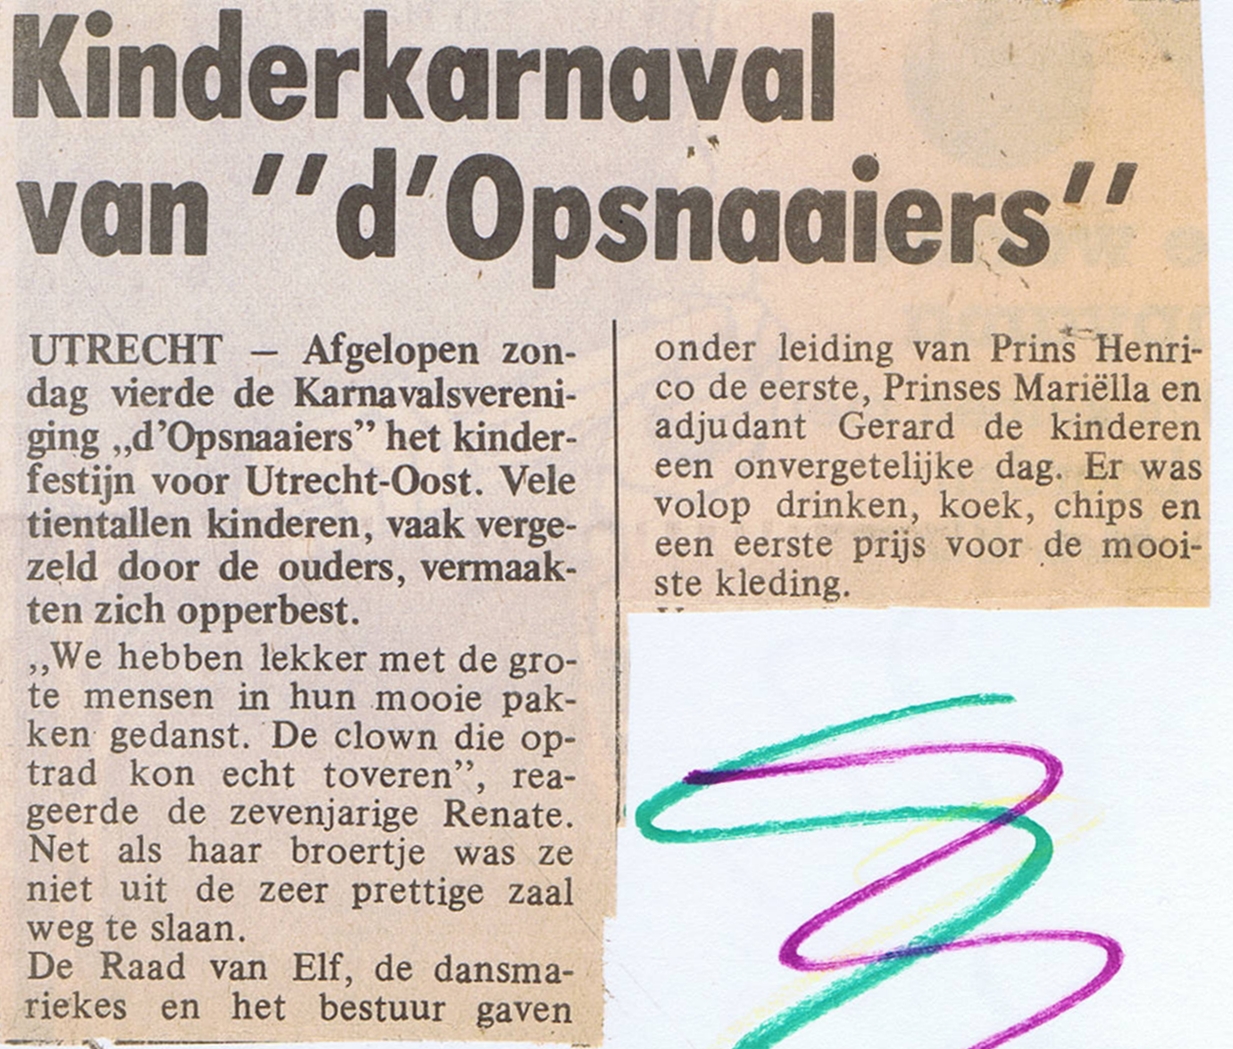 Kinderkarnaval
van "d'Opsnaaiers"
UTRECHT – Afgelopen zon-
dag vierde de Karnavalsvereni-
ging „d'Opsnaaiers” het kinder-
festijn voor Utrecht-Oost. Vele
tientallen kinderen, vaak verge-
zeld door de ouders, vermaak-
ten zich opperbest.
„We hebben lekker met de gro-
te mensen in hun mooie pak-
ken gedanst. De clown die op-
trad kon echt toveren”, rea-
geerde de zevenjarige Renate.
Net als haar broertje was ze
niet uit de zeer prettige zaal
weg te slaan.
De Raad van Elf, de dansma-
riekes en het bestuur gaven
onder leiding van Prins Henri-
co de eerste, Prinses Mariëlla en
adjudant Gerard de kinderen
een onvergetelijke dag. Er was
volop drinken, koek, chips en
een eerste prijs voor de mooi-
ste kleding.